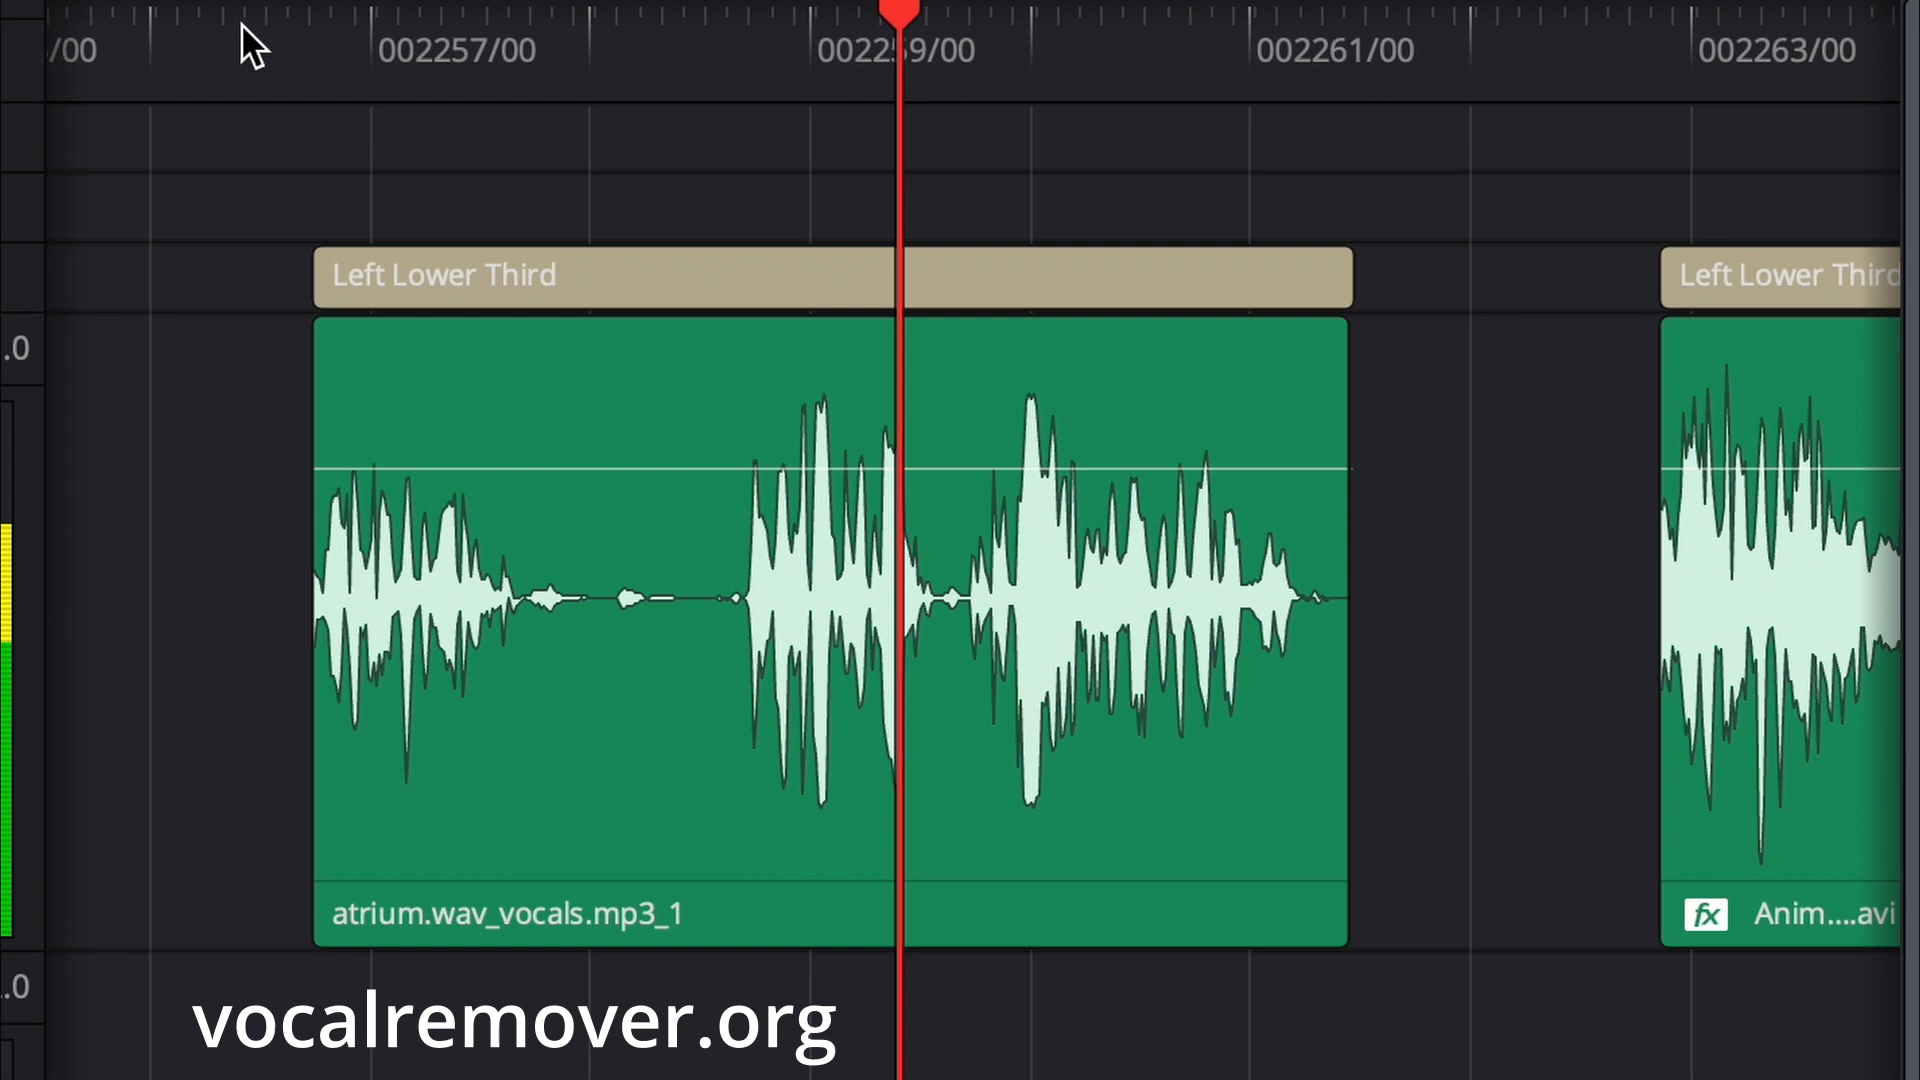 /00 002257/00 002259/00 002261/00 002263/00
Left Lower Third Left Lower Third
.0
atrium.wav_vocals.mp3_1 fx Anim....avi
.0
vocalremover.org